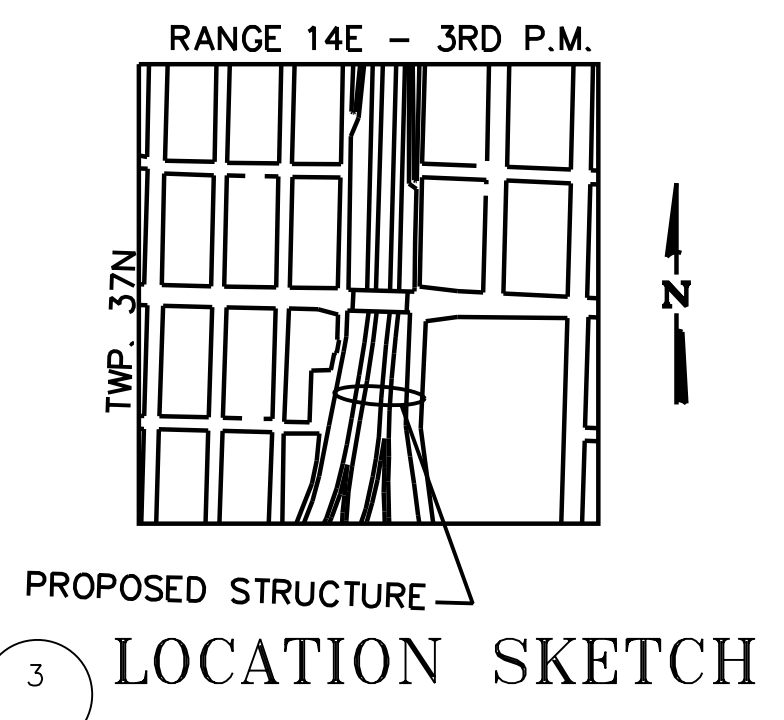 RANGE 14E - 3RD P.M.
TWP. 37N
N
PROPOSED STRUCTURE
3
LOCATION SKETCH